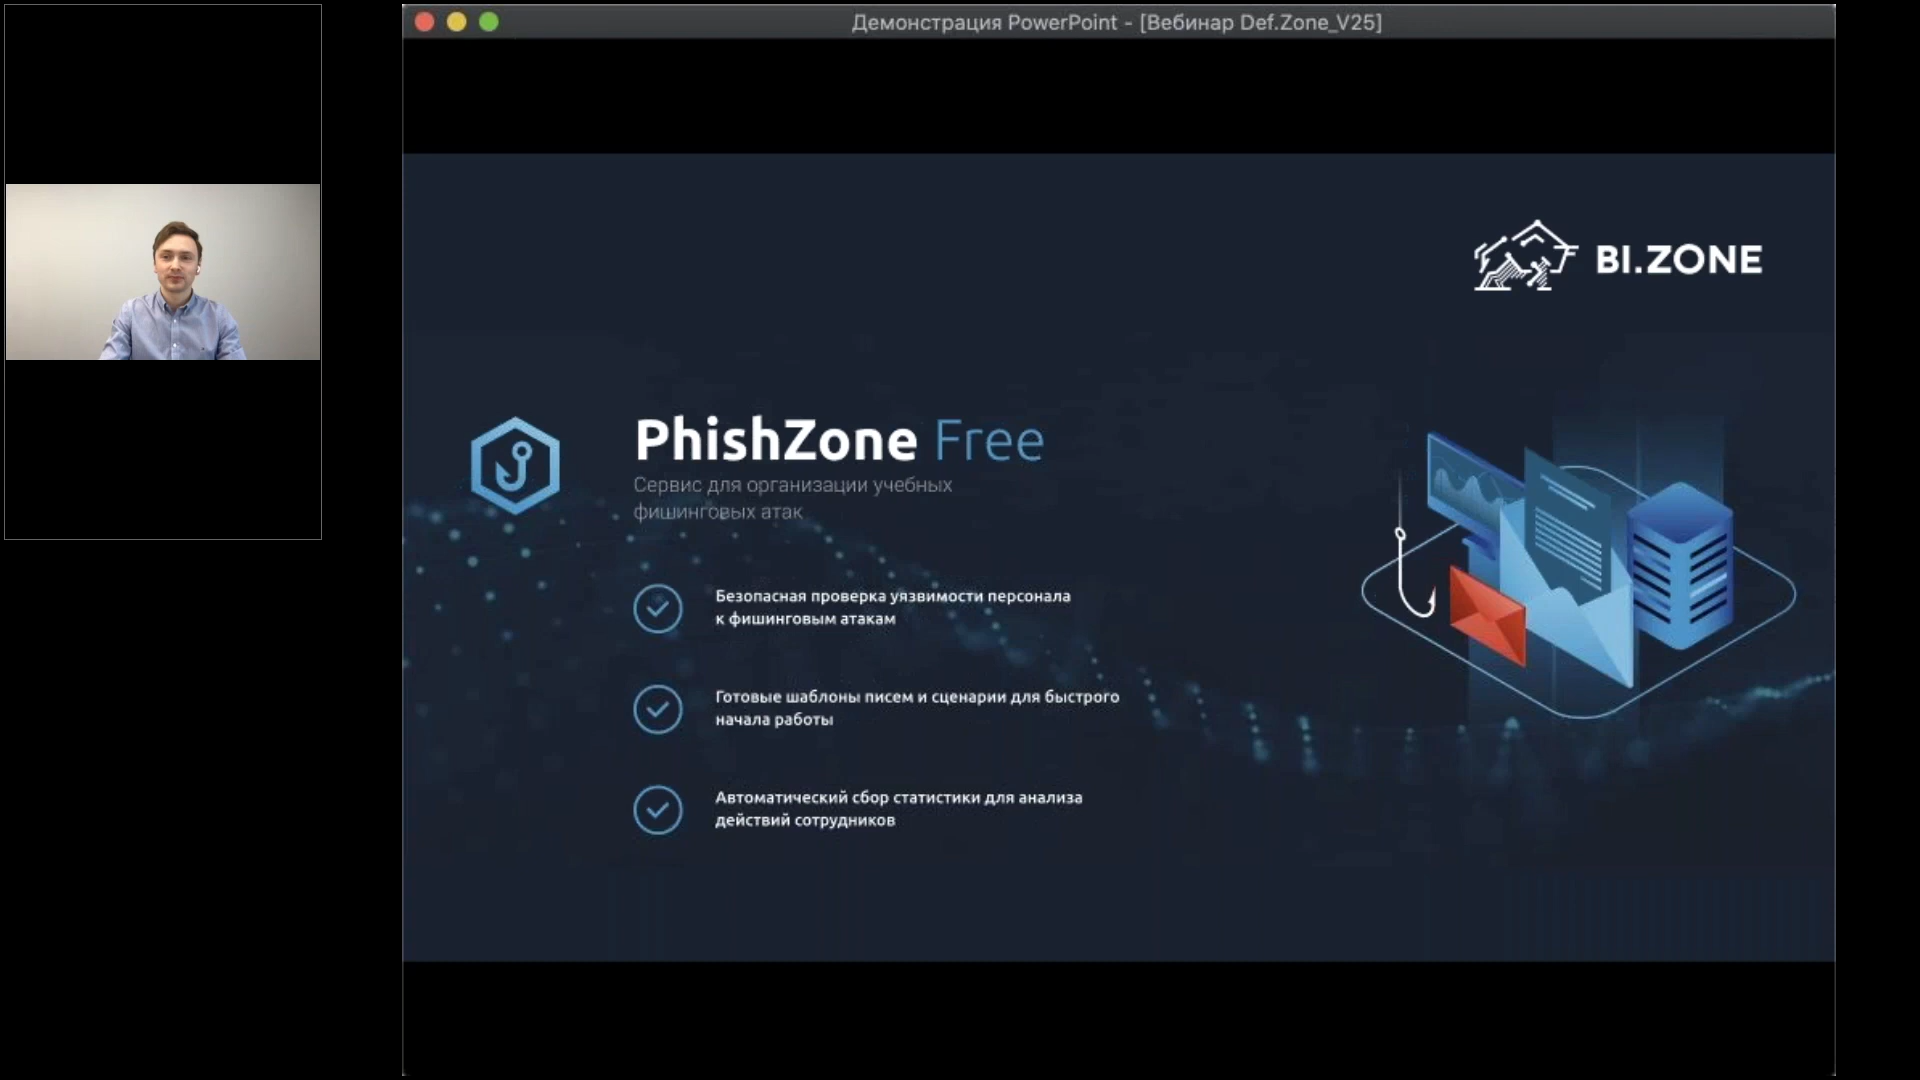 Демонстрация PowerPoint - [Вебинар Def.Zone_V25]
BI.ZONE
PhishZone Free
Сервис для организации учебных
фишинговых атак
Безопасная проверка уязвимости персонала
к фишинговым атакам
Готовые шаблоны писем и сценарии для быстрого
начала работы
Автоматический сбор статистики для анализа
действий сотрудников